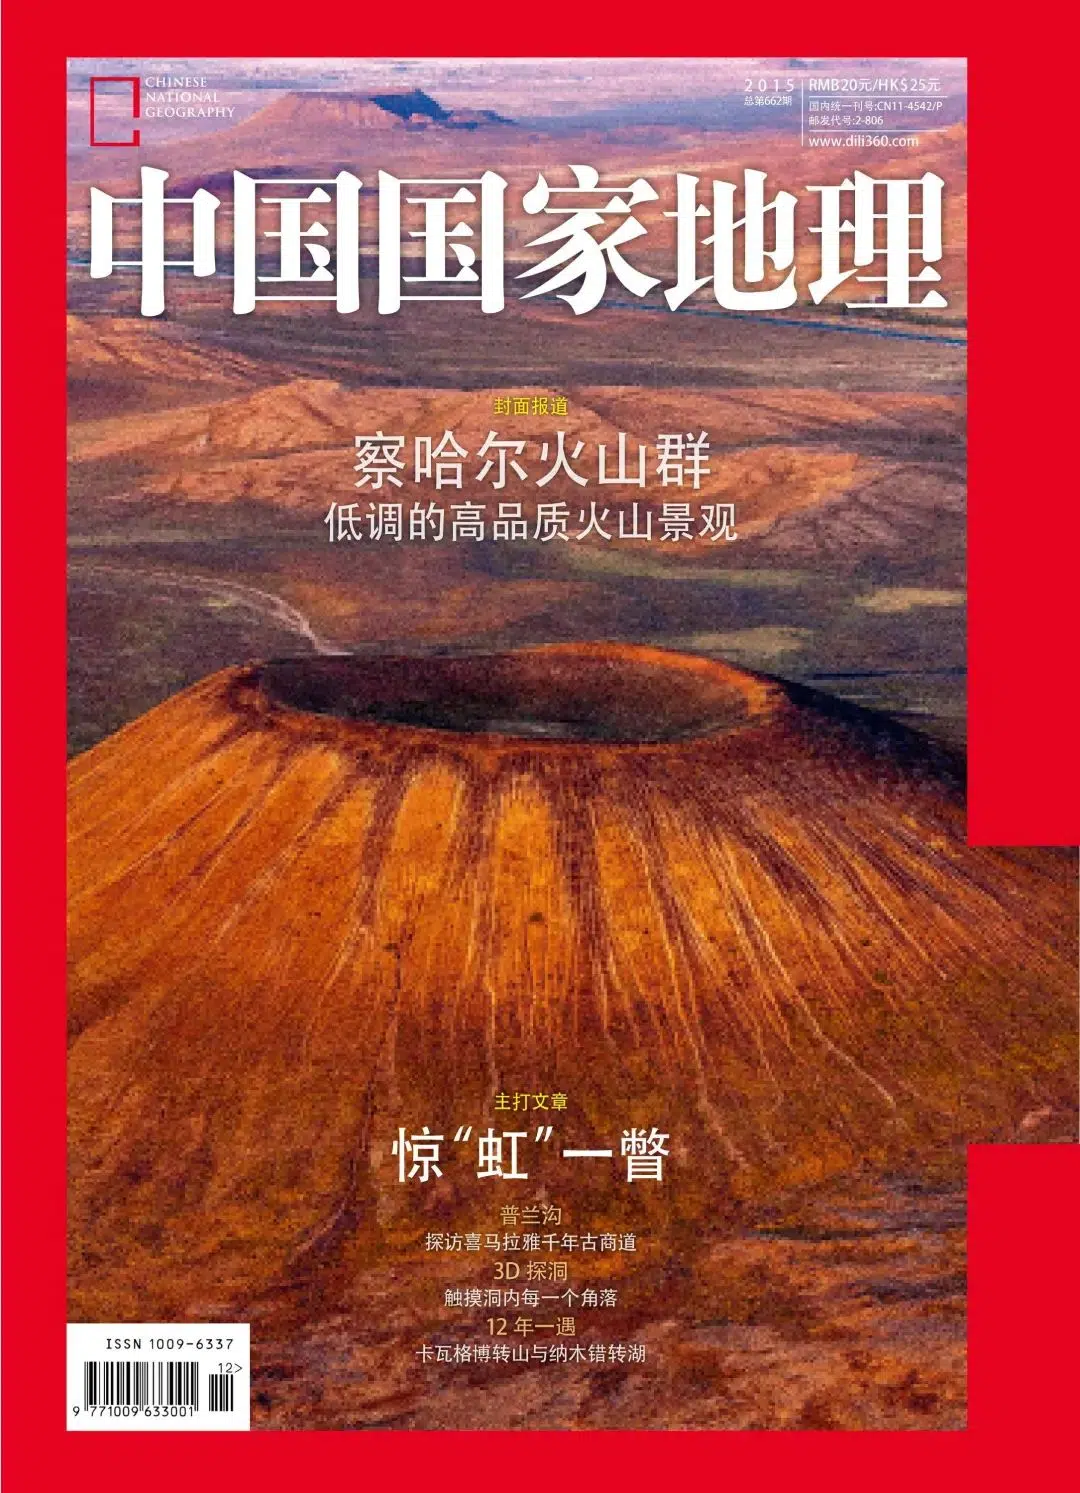 CHINESE
NATIONAL
GEOGRAPHY
2015
总第662期
RMB20元/HK$25元
国内统一刊号:CN11-4542/P
邮发代号:2-806
www.dili360.com
中国国家地理
封面报道
察哈尔火山群
低调的高品质火山景观
主打文章
惊“虹”一瞥
普兰沟
探访喜马拉雅千年古商道
3D 探洞
触摸洞内每一个角落
12 年一遇
卡瓦格博转山与纳木错转湖
ISSN 1009-6337
12>
9 771009 633001